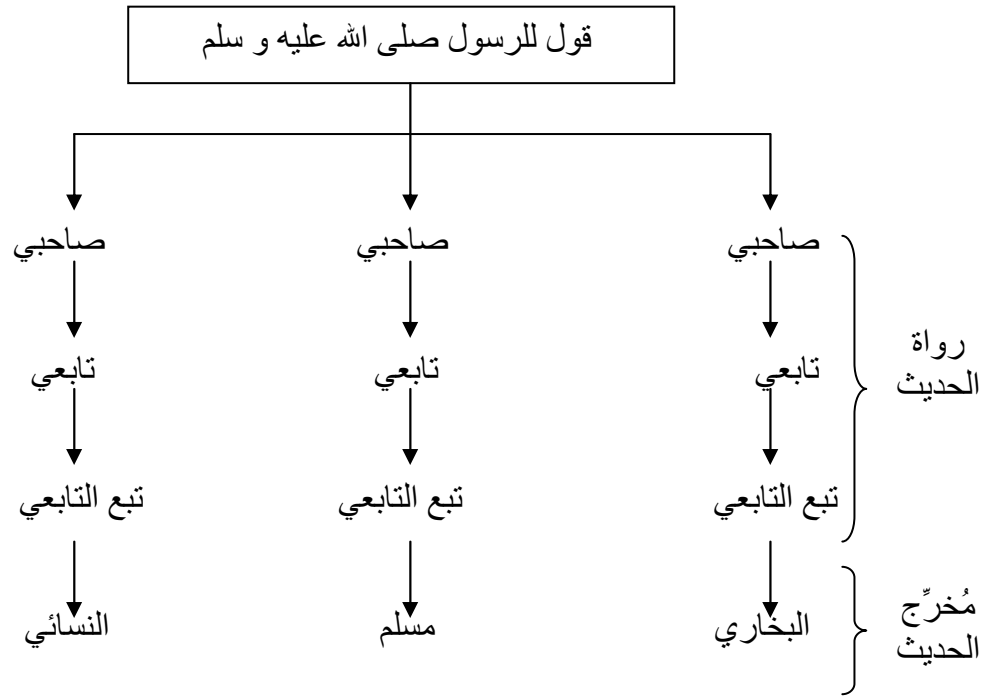 قول للرسول صلى الله عليه و سلم
صاحبي صاحبي صاحبي
رواة
الحديث
تابعي تابعي تابعي
تبع التابعي تبع التابعي تبع التابعي
مُخرِّج
الحديث
البخاري مسلم النسائي